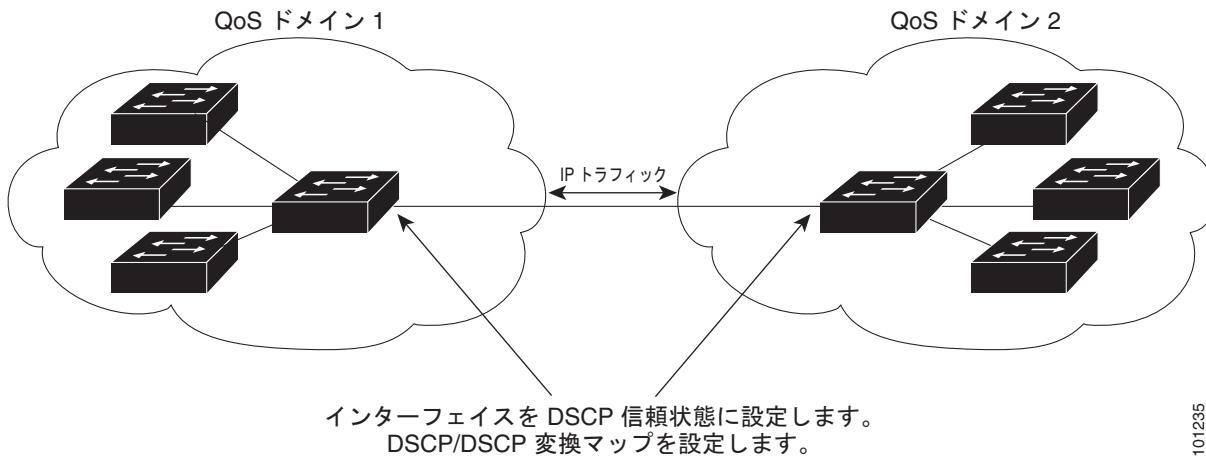 QoS ドメイン 1
QoS ドメイン 2
IP トラフィック
インターフェイスを DSCP 信頼状態に設定します。
DSCP/DSCP 変換マップを設定します。
101235